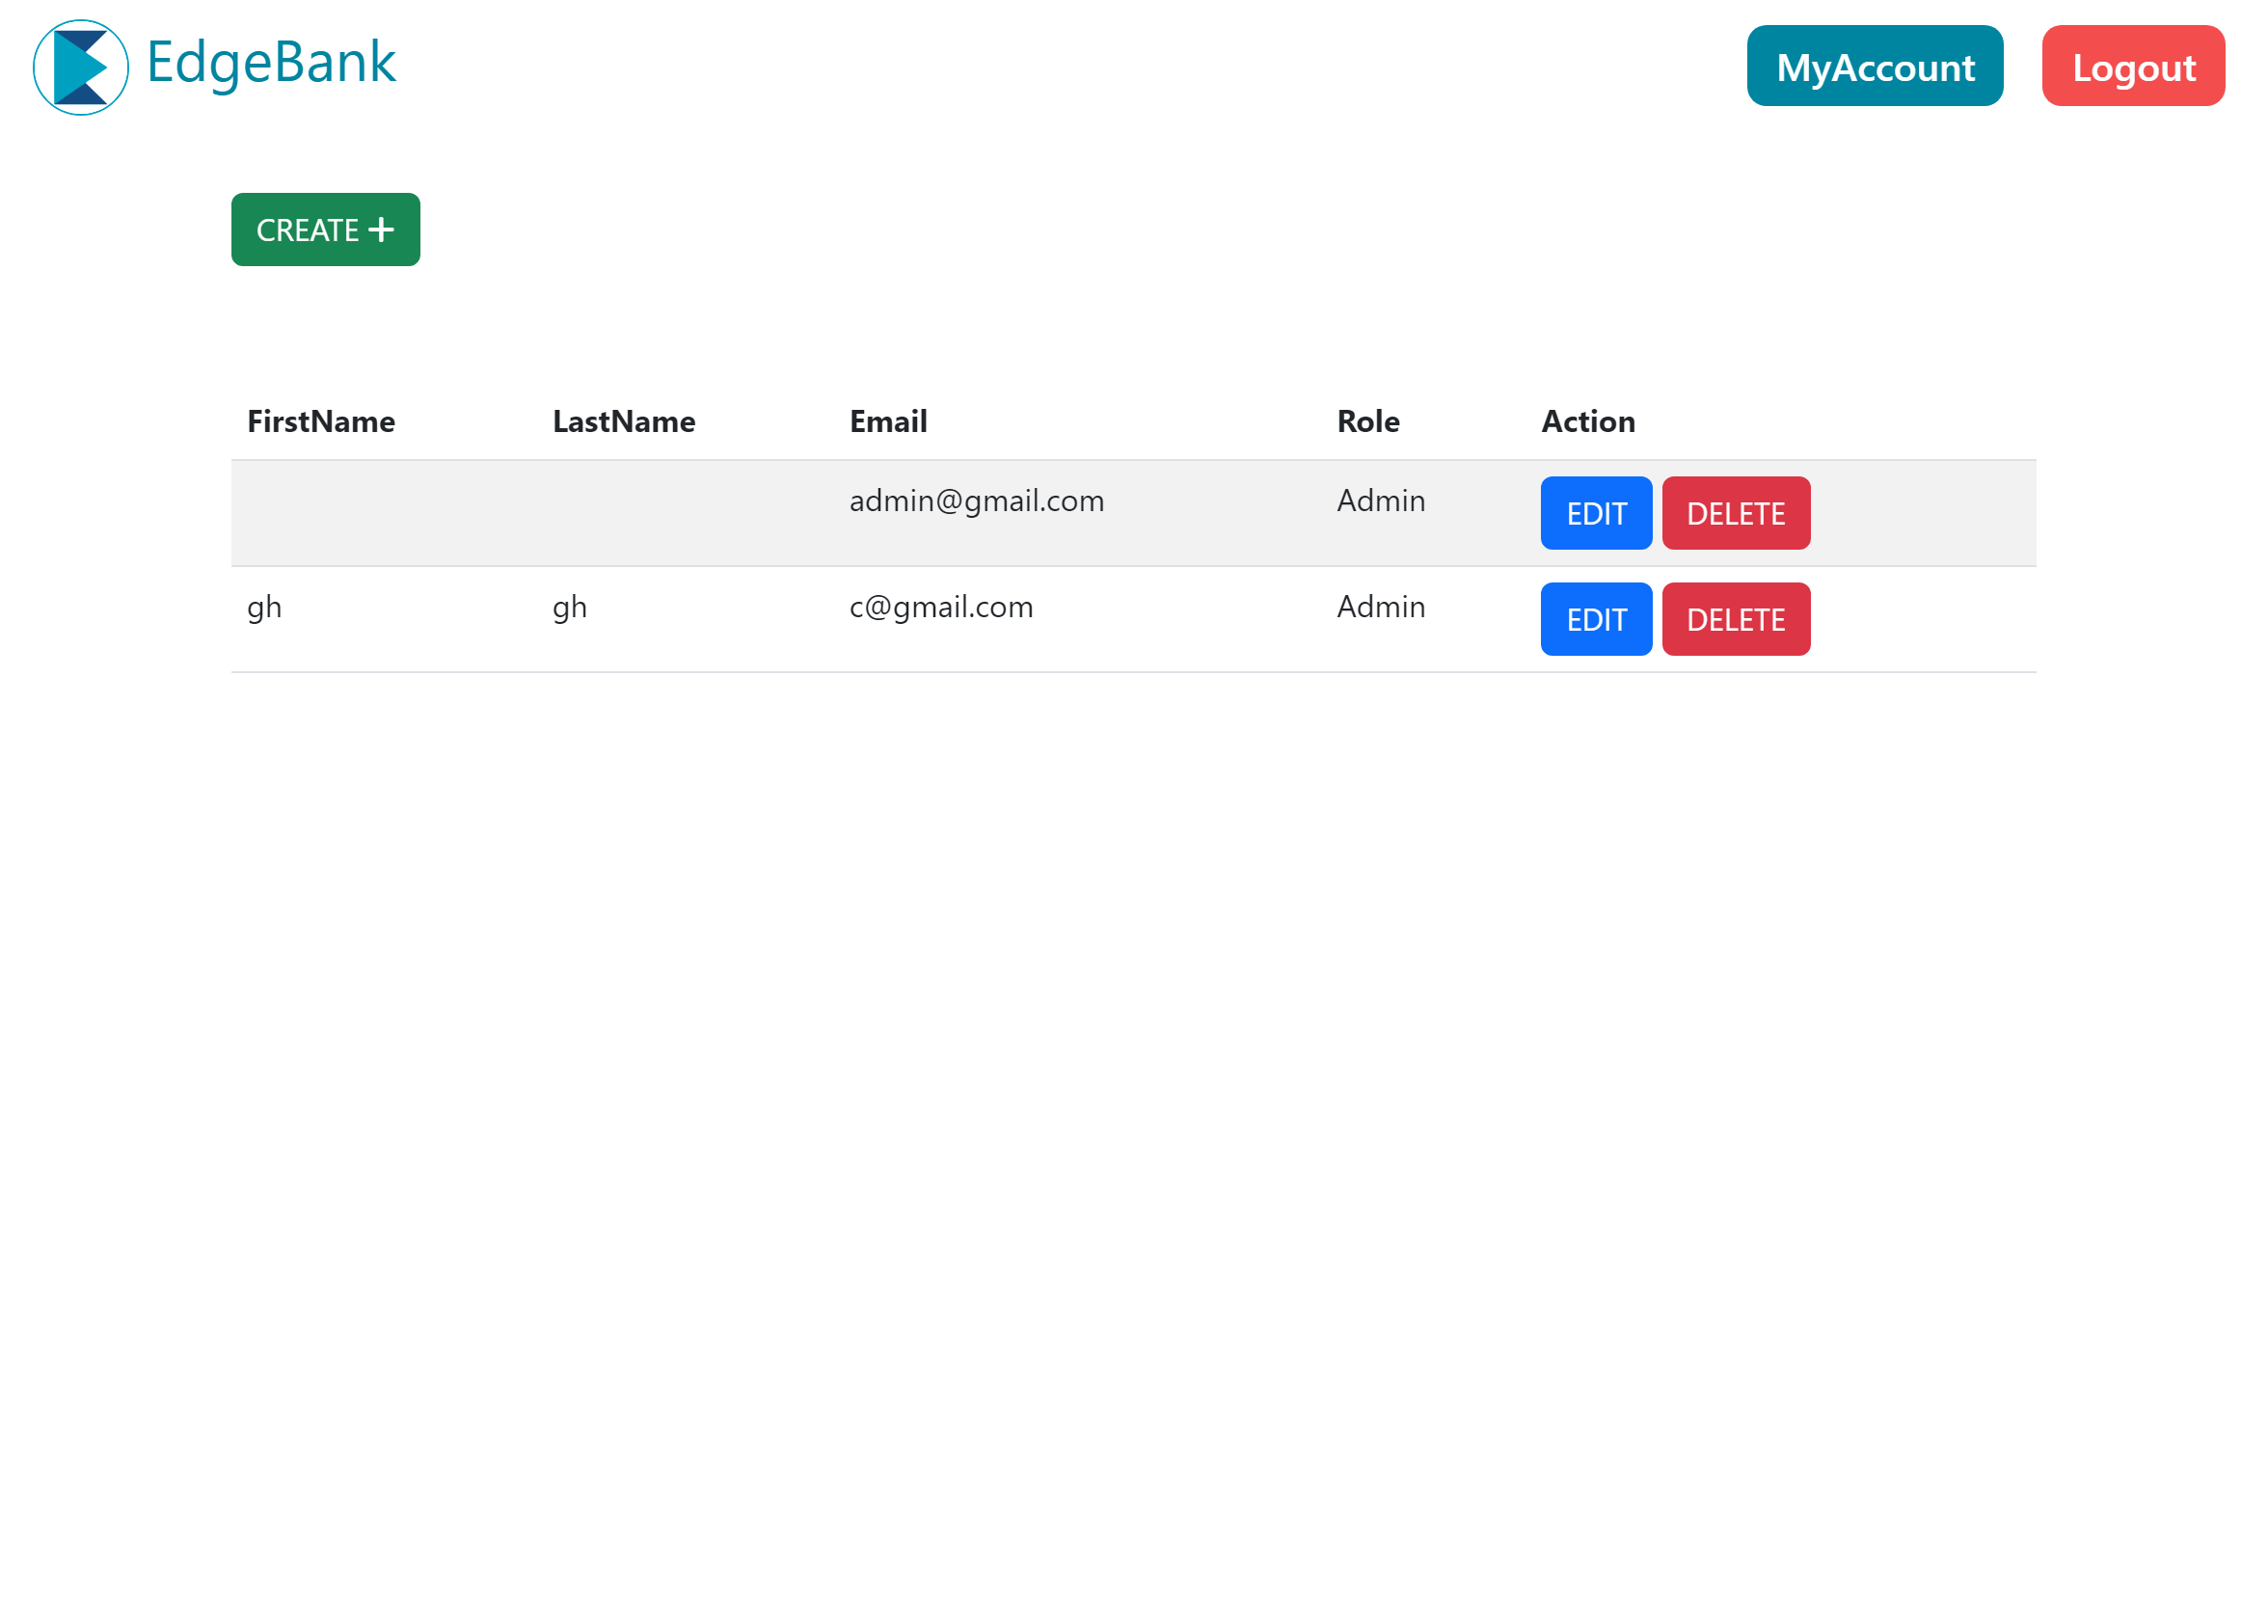 EdgeBank MyAccount Logout
CREATE +
FirstName LastName Email Role Action
admin@gmail.com Admin EDIT DELETE
gh gh c@gmail.com Admin EDIT DELETE